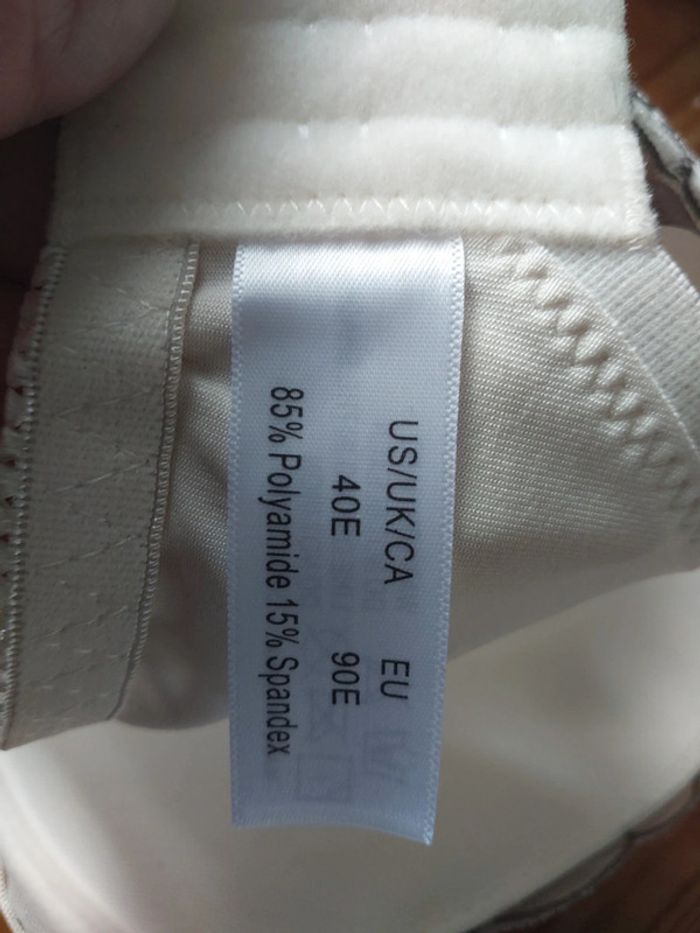 US/UK/CA EU
40E 90E
85% Polyamide 15% Spandex